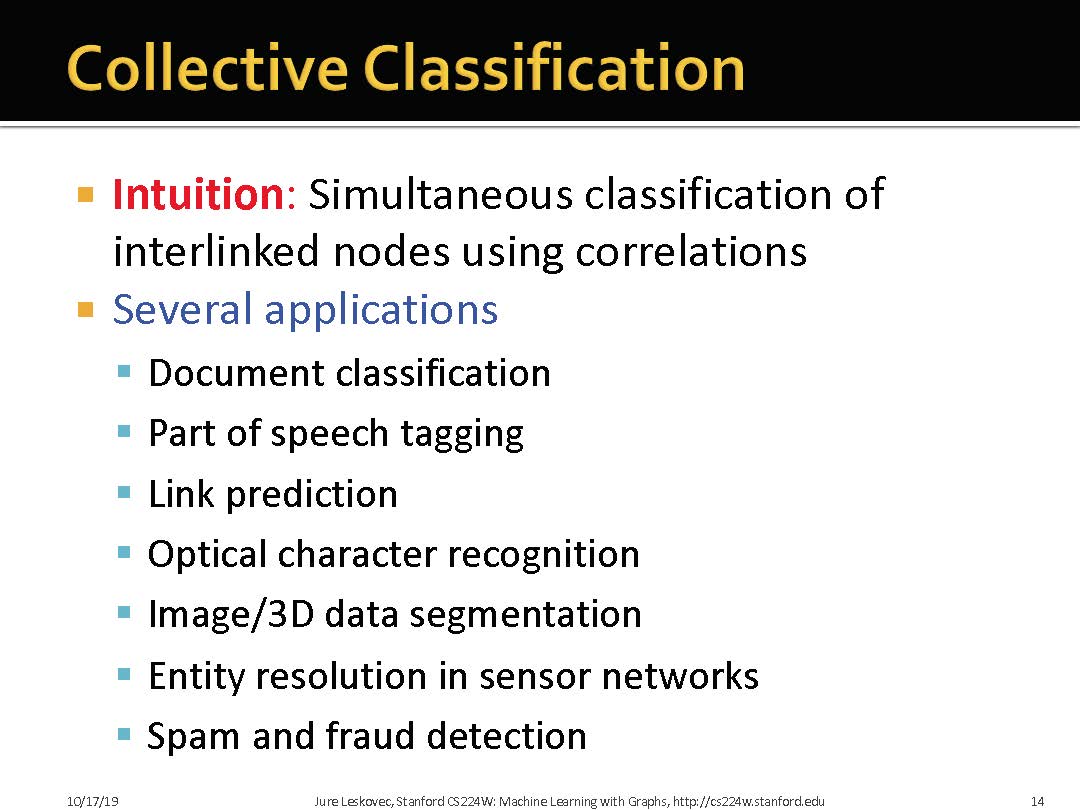 Collective Classification
Intuition: Simultaneous classification of
interlinked nodes using correlations
Several applications
Document classification
Part of speech tagging
Link prediction
Optical character recognition
Image/3D data segmentation
Entity resolution in sensor networks
Spam and fraud detection
10/17/19 Jure Leskovec, Stanford CS224W: Machine Learning with Graphs, http://cs224w.stanford.edu 14